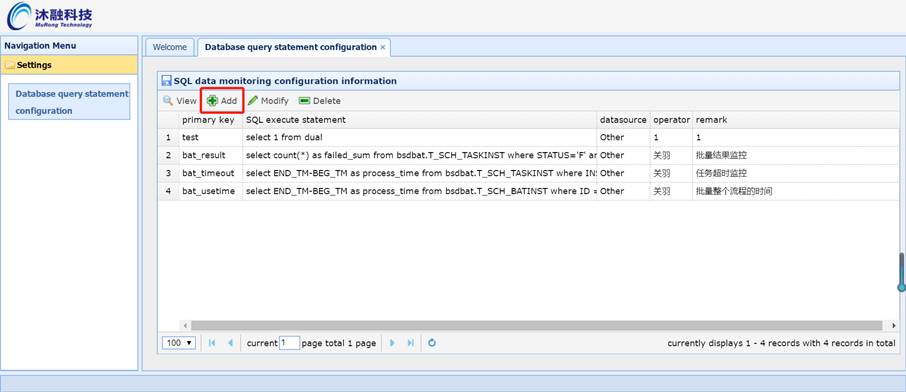 沐融科技
MuRong Technology
Navigation Menu
Settings
Database query statement
configuration
Welcome
Database query statement configuration ×
SQL data monitoring configuration information
View Add Modify Delete
primary key SQL execute statement datasource operator remark
1 test select 1 from dual Other 1 1
2 bat_result select count(*) as failed_sum from bsdbat.T_SCH_TASKINST where STATUS='F' ar Other 关羽 批量结果监控
3 bat_timeout select END_TM-BEG_TM as process_time from bsdbat.T_SCH_TASKINST where INS Other 关羽 任务超时监控
4 bat_usetime select END_TM-BEG_TM as process_time from bsdbat.T_SCH_BATINST where ID = Other 关羽 批量整个流程的时间
100 current 1 page total 1 page currently displays 1 - 4 records with 4 records in total